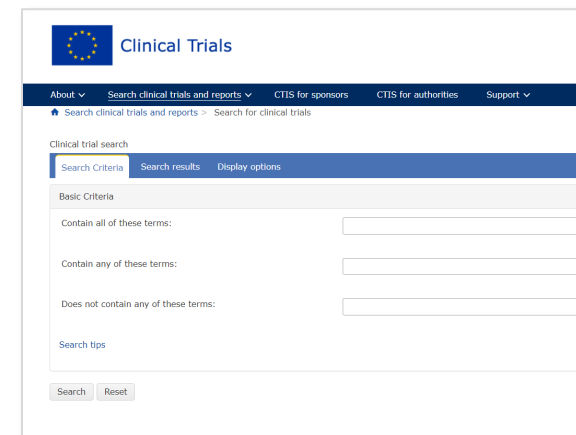 Clinical Trials
About Search clinical trials and reports CTIS for sponsors CTIS for authorities Support
Search clinical trials and reports > Search for clinical trials
Clinical trial search
Search Criteria Search results Display options
Basic Criteria
Contain all of these terms:
Contain any of these terms:
Does not contain any of these terms:
Search tips
Search Reset